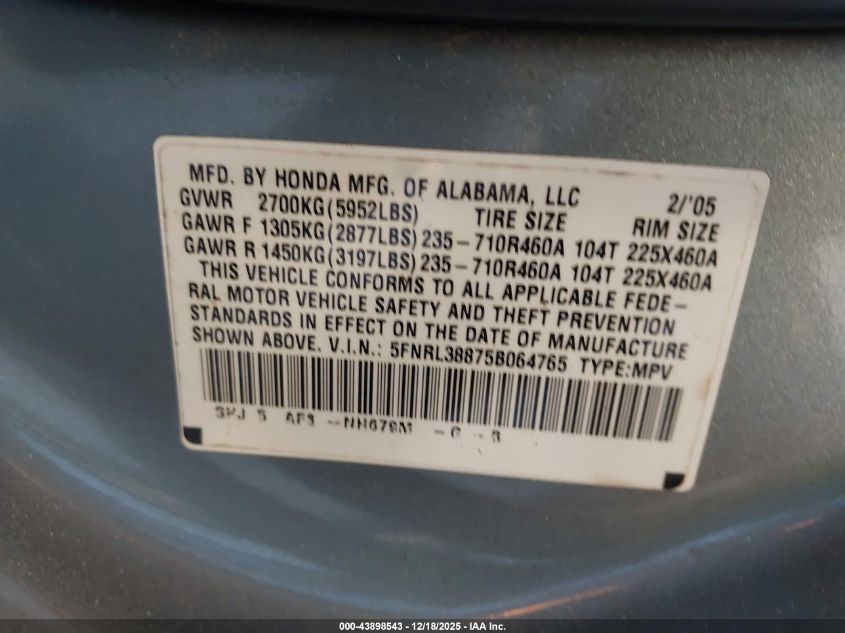 MFD. BY HONDA MFG. OF ALABAMA, LLC 2/'05
GVWR 2700KG(5952LBS) TIRE SIZE RIM SIZE
GAWR F 1305KG(2877LBS) 235-710R460A 104T 225X460A
GAWR R 1450KG(3197LBS) 235-710R460A 104T 225X460A
THIS VEHICLE CONFORMS TO ALL APPLICABLE FEDE-
RAL MOTOR VEHICLE SAFETY AND THEFT PREVENTION
STANDARDS IN EFFECT ON THE DATE OF MANUFACTURE
SHOWN ABOVE. V.I.N.: 5FNRL38875B064765 TYPE:MPV
000-43898543 - 12/18/2025 - IAA Inc.